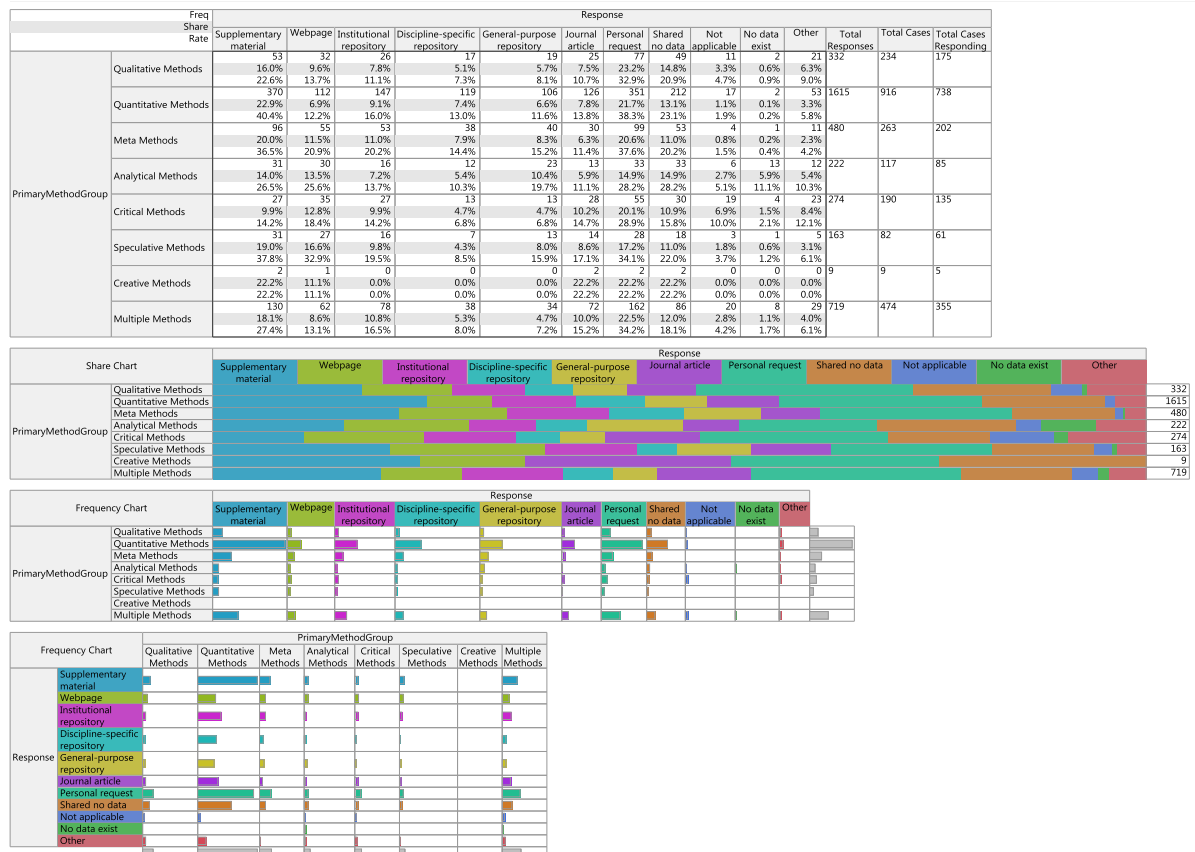 Freq
Share
Rate
Response
Supplementary material Webpage Institutional repository Discipline-specific repository General-purpose repository Journal article Personal request Shared no data Not applicable No data exist Other Total Responses Total Cases Total Cases Responding
PrimaryMethodGroup
Qualitative Methods
53 32 26 17 19 25 77 49 11 2 21 332 234 175
16.0% 9.6% 7.8% 5.1% 5.7% 7.5% 23.2% 14.8% 3.3% 0.6% 6.3%
22.6% 13.7% 11.1% 7.3% 8.1% 10.7% 32.9% 20.9% 4.7% 0.9% 9.0%
Quantitative Methods
370 112 147 119 106 126 351 212 17 2 53 1615 916 738
22.9% 6.9% 9.1% 7.4% 6.6% 7.8% 21.7% 13.1% 1.1% 0.1% 3.3%
40.4% 12.2% 16.0% 13.0% 11.6% 13.8% 38.3% 23.1% 1.9% 0.2% 5.8%
Meta Methods
96 55 53 38 40 30 99 53 4 1 11 480 263 202
20.0% 11.5% 11.0% 7.9% 8.3% 6.3% 20.6% 11.0% 0.8% 0.2% 2.3%
36.5% 20.9% 20.2% 14.4% 15.2% 11.4% 37.6% 20.2% 1.5% 0.4% 4.2%
Analytical Methods
31 30 16 12 23 13 33 33 6 13 12 222 117 85
14.0% 13.5% 7.2% 5.4% 10.4% 5.9% 14.9% 14.9% 2.7% 5.9% 5.4%
26.5% 25.6% 13.7% 10.3% 19.7% 11.1% 28.2% 28.2% 5.1% 11.1% 10.3%
Critical Methods
27 35 27 13 13 28 55 30 19 4 23 274 190 135
9.9% 12.8% 9.9% 4.7% 4.7% 10.2% 20.1% 10.9% 6.9% 1.5% 8.4%
14.2% 18.4% 14.2% 6.8% 6.8% 14.7% 28.9% 15.8% 10.0% 2.1% 12.1%
Speculative Methods
31 27 16 7 13 14 28 18 3 1 5 163 82 61
19.0% 16.6% 9.8% 4.3% 8.0% 8.6% 17.2% 11.0% 1.8% 0.6% 3.1%
37.8% 32.9% 19.5% 8.5% 15.9% 17.1% 34.1% 22.0% 3.7% 1.2% 6.1%
Creative Methods
2 1 0 0 0 2 2 2 0 0 0 9 9 5
22.2% 11.1% 0.0% 0.0% 0.0% 22.2% 22.2% 22.2% 0.0% 0.0% 0.0%
22.2% 11.1% 0.0% 0.0% 0.0% 22.2% 22.2% 22.2% 0.0% 0.0% 0.0%
Multiple Methods
130 62 78 38 34 72 162 86 20 8 29 719 474 355
18.1% 8.6% 10.8% 5.3% 4.7% 10.0% 22.5% 12.0% 2.8% 1.1% 4.0%
27.4% 13.1% 16.5% 8.0% 7.2% 15.2% 34.2% 18.1% 4.2% 1.7% 6.1%
Response
Share Chart
Supplementary material Webpage Institutional repository Discipline-specific repository General-purpose repository Journal article Personal request Shared no data Not applicable No data exist Other
PrimaryMethodGroup
Qualitative Methods 332
Quantitative Methods 1615
Meta Methods 480
Analytical Methods 222
Critical Methods 274
Speculative Methods 163
Creative Methods 9
Multiple Methods 719
Response
Frequency Chart
Supplementary material Webpage Institutional repository Discipline-specific repository General-purpose repository Journal article Personal request Shared no data Not applicable No data exist Other
PrimaryMethodGroup
Qualitative Methods
Quantitative Methods
Meta Methods
Analytical Methods
Critical Methods
Speculative Methods
Creative Methods
Multiple Methods
PrimaryMethodGroup
Frequency Chart
Qualitative Methods Quantitative Methods Meta Methods Analytical Methods Critical Methods Speculative Methods Creative Methods Multiple Methods
Response
Supplementary
material
Webpage
Institutional
repository
Discipline-specific
repository
General-purpose
repository
Journal article
Personal request
Shared no data
Not applicable
No data exist
Other